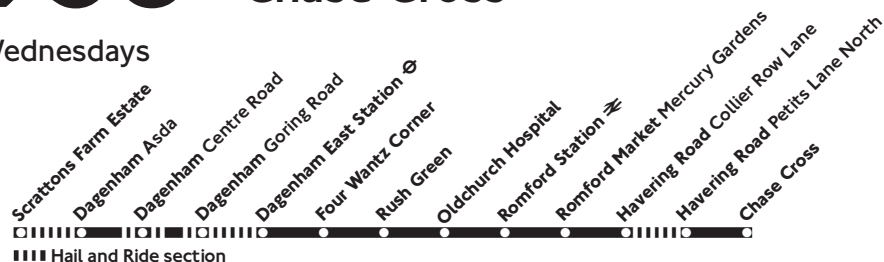 Chase Cross
Wednesdays
Scrattons Farm Estate
Dagenham Asda
Dagenham Centre Road
Dagenham Goring Road
Dagenham East Station
Four Wantz Corner
Rush Green
Oldchurch Hospital
Romford Station
Romford Market Mercury Gardens
Havering Road Collier Row Lane
Havering Road Petits Lane North
Chase Cross
Hail and Ride section